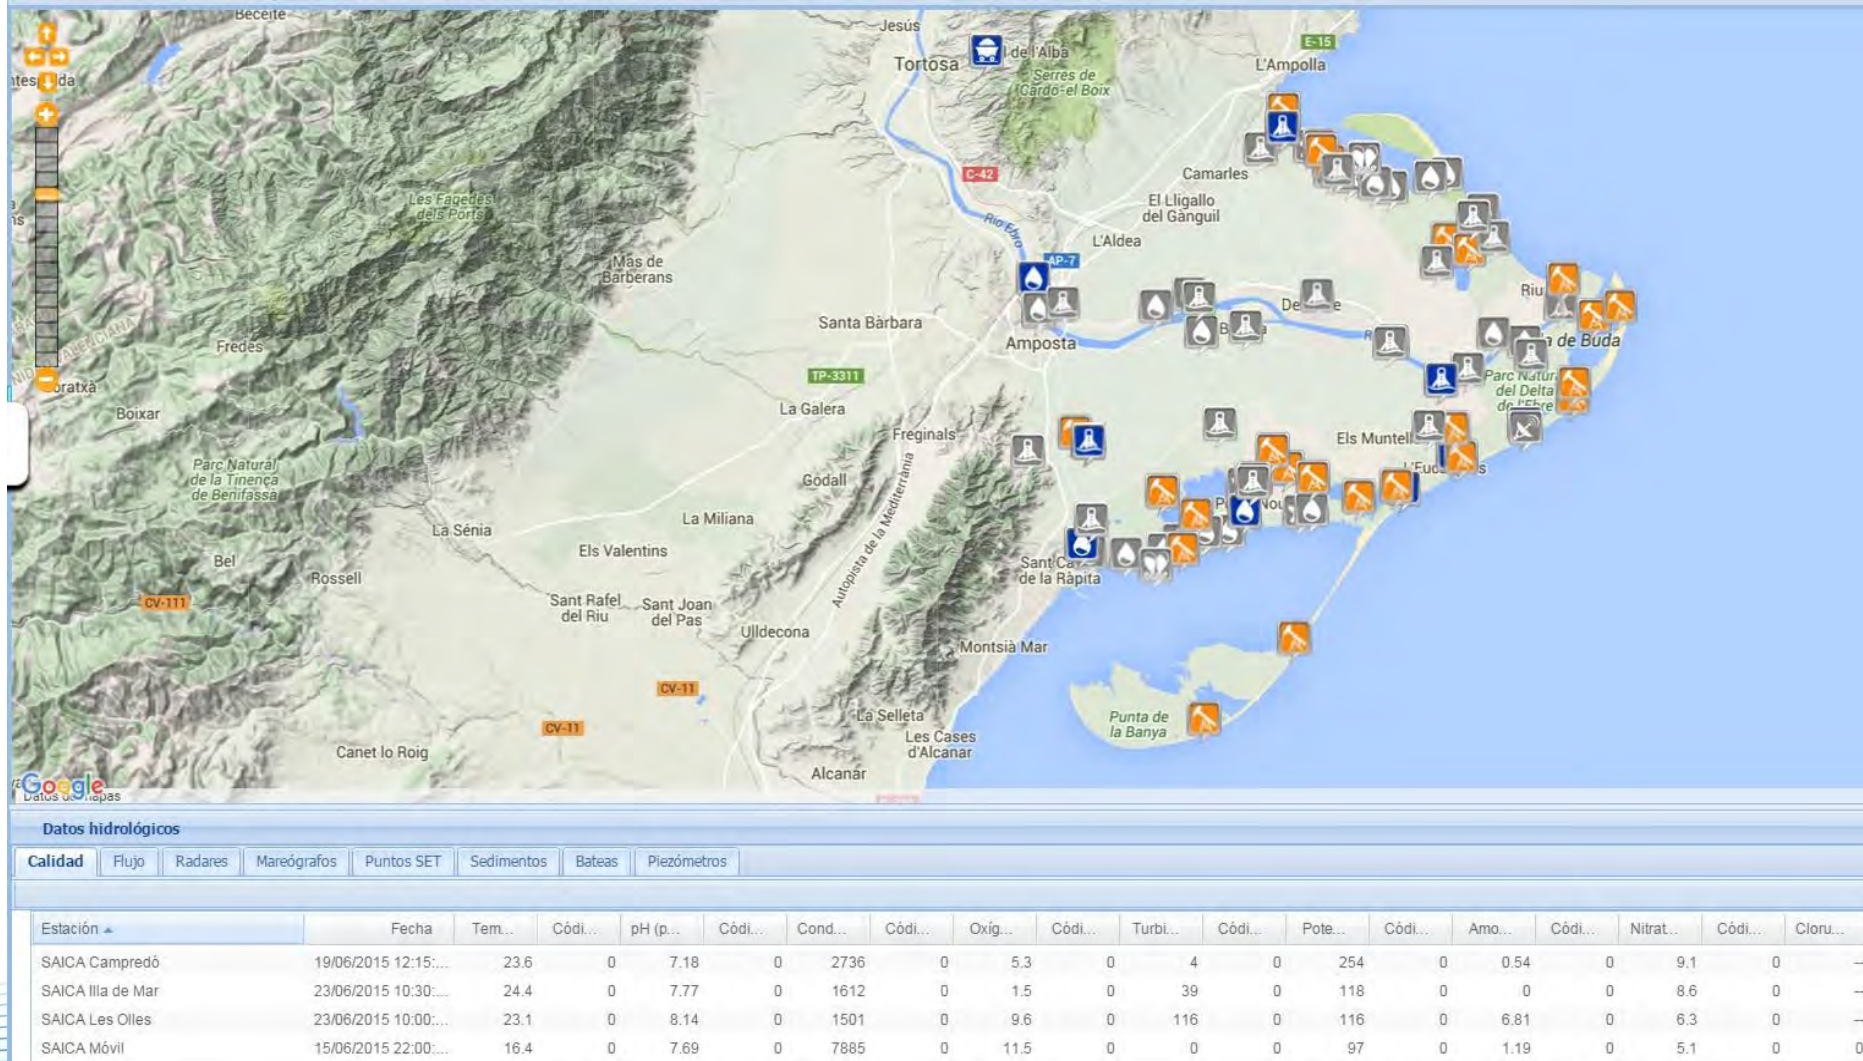 Beceite
Jesús
Tortosa
l de l'Alba
Serres de
Cardó-el Boix
E-15
L'Ampolla
C-42
Camarles
El Lligallo
del Gànguil
Les Fagedes
dels Ports
Rio Ebro
L'Aldea
AP-7
Mas de
Barberans
Santa Bàrbara
Amposta
Riu
a de Buda
Fredes
TP-3311
Parc Natur
del Delta
de l'Ebre
Boixar
La Galera
Freginals
Els Muntell
Parc Natural
de la Tinença
de Benifassà
Godall
Autopista de la Mediterrània
La Sénia
La Miliana
Els Valentins
Bel
Rossell
Sant Ca
de la Ràpita
CV-111
Sant Rafel
del Riu
Sant Joan
del Pas
Ulldecona
Montsià Mar
CV-11
CV-11
La Selleta
Punta de
la Banya
Les Cases
d'Alcanar
Canet lo Roig
Alcanar
Google
Datos de mapas
Datos hidrológicos
Calidad Flujo Radares Mareógrafos Puntos SET Sedimentos Bateas Piezómetros
Estación Fecha Tem... Códi... pH (p... Códi... Cond... Códi... Oxíg... Códi... Turbi... Códi... Pote... Códi... Amo... Códi... Nitrat... Códi... Cloru...
SAICA Campredó 19/06/2015 12:15:... 23.6 0 7.18 0 2736 0 5.3 0 4 0 254 0 0.54 0 9.1 0 --
SAICA Illa de Mar 23/06/2015 10:30:... 24.4 0 7.77 0 1612 0 1.5 0 39 0 118 0 0 0 8.6 0 --
SAICA Les Olles 23/06/2015 10:00:... 23.1 0 8.14 0 1501 0 9.6 0 116 0 116 0 6.81 0 6.3 0 --
SAICA Móvil 15/06/2015 22:00:... 16.4 0 7.69 0 7885 0 11.5 0 0 0 97 0 1.19 0 5.1 0 0